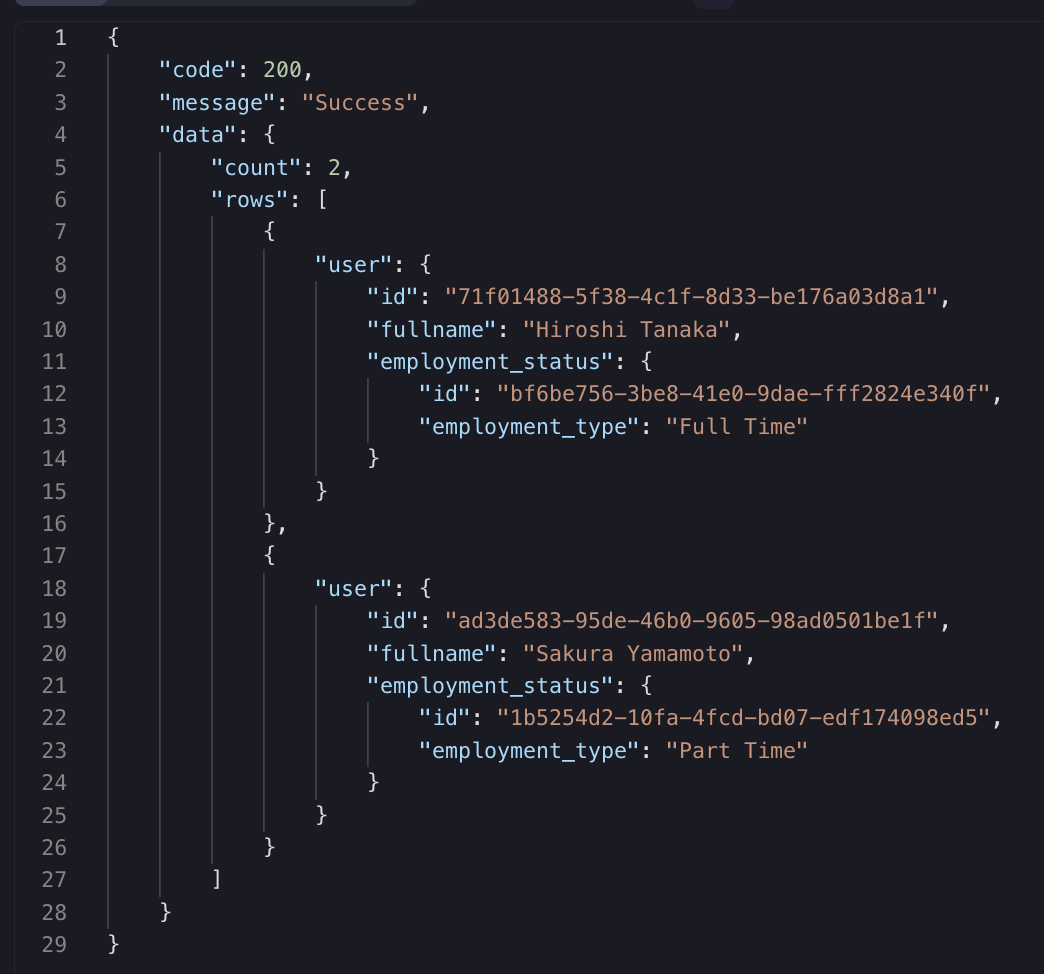 1 {
2 "code": 200,
3 "message": "Success",
4 "data": {
5 "count": 2,
6 "rows": [
7 {
8 "user": {
9 "id": "71f01488-5f38-4c1f-8d33-be176a03d8a1",
10 "fullname": "Hiroshi Tanaka",
11 "employment_status": {
12 "id": "bf6be756-3be8-41e0-9dae-fff2824e340f",
13 "employment_type": "Full Time"
14 }
15 }
16 },
17 {
18 "user": {
19 "id": "ad3de583-95de-46b0-9605-98ad0501be1f",
20 "fullname": "Sakura Yamamoto",
21 "employment_status": {
22 "id": "1b5254d2-10fa-4fcd-bd07-edf174098ed5",
23 "employment_type": "Part Time"
24 }
25 }
26 }
27 ]
28 }
29 }